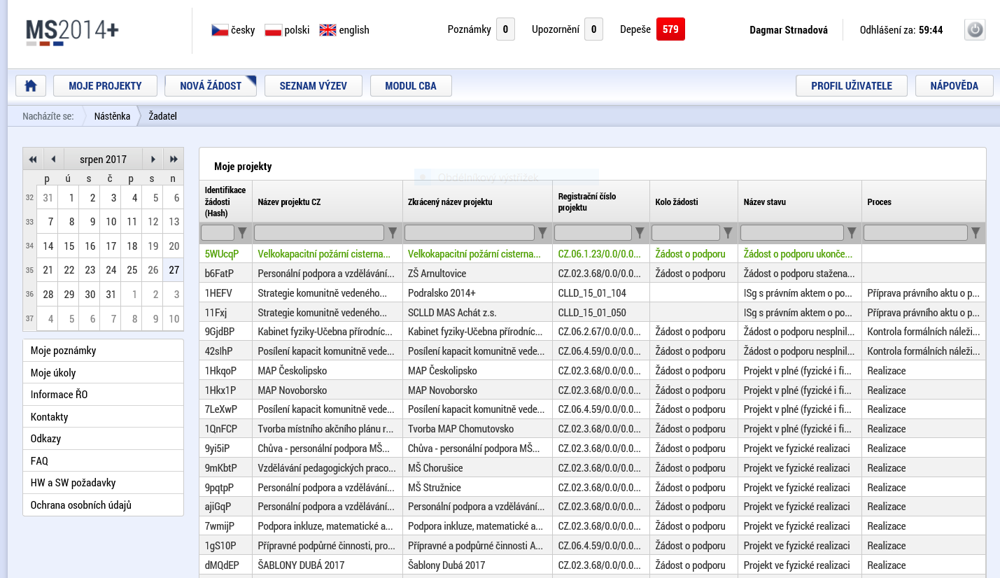 MS2014+
česky polski english
Poznámky 0 Upozornění 0 Depeše 579
Dagmar Strnadová Odhlášení za: 59:44
MOJE PROJEKTY NOVÁ ŽÁDOST SEZNAM VÝZEV MODUL CBA PROFIL UŽIVATELE NÁPOVĚDA
Nacházíte se: Nástěnka Žadatel
srpen 2017
p ú s č p s n
32 31 1 2 3 4 5 6
33 7 8 9 10 11 12 13
34 14 15 16 17 18 19 20
35 21 22 23 24 25 26 27
36 28 29 30 31 1 2 3
37 4 5 6 7 8 9 10
Moje poznámky
Moje úkoly
Informace ŘO
Kontakty
Odkazy
FAQ
HW a SW požadavky
Ochrana osobních údajů
Moje projekty
Obdélníkový výstřižek
Identifikace žádosti (Hash) Název projektu CZ Zkrácený název projektu Registrační číslo projektu Kolo žádosti Název stavu Proces
5WUcqP Velkokapacitní požární cisterna... Velkokapacitní požární cisterna... CZ.06.1.23/0.0/0.0... Žádost o podporu Žádost o podporu ukonče...
b6FatP Personální podpora a vzdělávání... ZŠ Arnultovice CZ.02.3.68/0.0/0.0... Žádost o podporu Žádost o podporu stažena...
1HEFV Strategie komunitně vedeného... Podralsko 2014+ CLLD_15_01_104 ISg s právním aktem o po... Příprava právního aktu o p...
11Fxj Strategie komunitně vedeného... SCLLD MAS Achát z.s. CLLD_15_01_050 ISg s právním aktem o po... Příprava právního aktu o p...
9GjdBP Kabinet fyziky-Učebna přírodníc... Kabinet fyziky-Učebna přírodníc... CZ.06.2.67/0.0/0.0... Žádost o podporu Žádost o podporu nesplnil... Kontrola formálních náleži...
42sIhP Posílení kapacit komunitně vede... Posílení kapacit komunitně vede... CZ.06.4.59/0.0/0.0... Žádost o podporu Žádost o podporu nesplnil... Kontrola formálních náleži...
1HkqoP MAP Českolipsko MAP Českolipsko CZ.02.3.68/0.0/0.0... Žádost o podporu Projekt v plné (fyzické i fi... Realizace
1Hkx1P MAP Novoborsko MAP Novoborsko CZ.02.3.68/0.0/0.0... Žádost o podporu Projekt v plné (fyzické i fi... Realizace
7LeXwP Posílení kapacit komunitně vede... Posílení kapacit komunitně vede... CZ.06.4.59/0.0/0.0... Žádost o podporu Projekt v plné (fyzické i fi... Realizace
1QnFCP Tvorba místního akčního plánu r... Tvorba MAP Chomutovsko CZ.02.3.68/0.0/0.0... Žádost o podporu Projekt v plné (fyzické i fi... Realizace
9yi5iP Chůva - personální podpora MŠ... Chůva - personální podpora MŠ... CZ.02.3.68/0.0/0.0... Žádost o podporu Projekt ve fyzické realizaci Realizace
9mKbtP Vzdělávání pedagogických praco... MŠ Chorušice CZ.02.3.68/0.0/0.0... Žádost o podporu Projekt ve fyzické realizaci Realizace
9pqtpP Personální podpora a vzdělávání... MŠ Stružnice CZ.02.3.68/0.0/0.0... Žádost o podporu Projekt ve fyzické realizaci Realizace
ajiGqP Personální podpora a vzdělávání... Personální podpora a vzdělávání... CZ.02.3.68/0.0/0.0... Žádost o podporu Projekt ve fyzické realizaci Realizace
7wmijP Podpora inkluze, matematické a... Podpora inkluze, matematické a... CZ.02.3.68/0.0/0.0... Žádost o podporu Projekt ve fyzické realizaci Realizace
1gS10P Přípravné podpůrné činnosti, pro... Přípravné a podpůrné činnosti A... CZ.06.4.59/0.0/0.0... Žádost o podporu Projekt ve fyzické realizaci Realizace
dMQdEP ŠABLONY DUBÁ 2017 Šablony Dubá 2017 CZ.02.3.68/0.0/0.0... Žádost o podporu Projekt ve fyzické realizaci Realizace